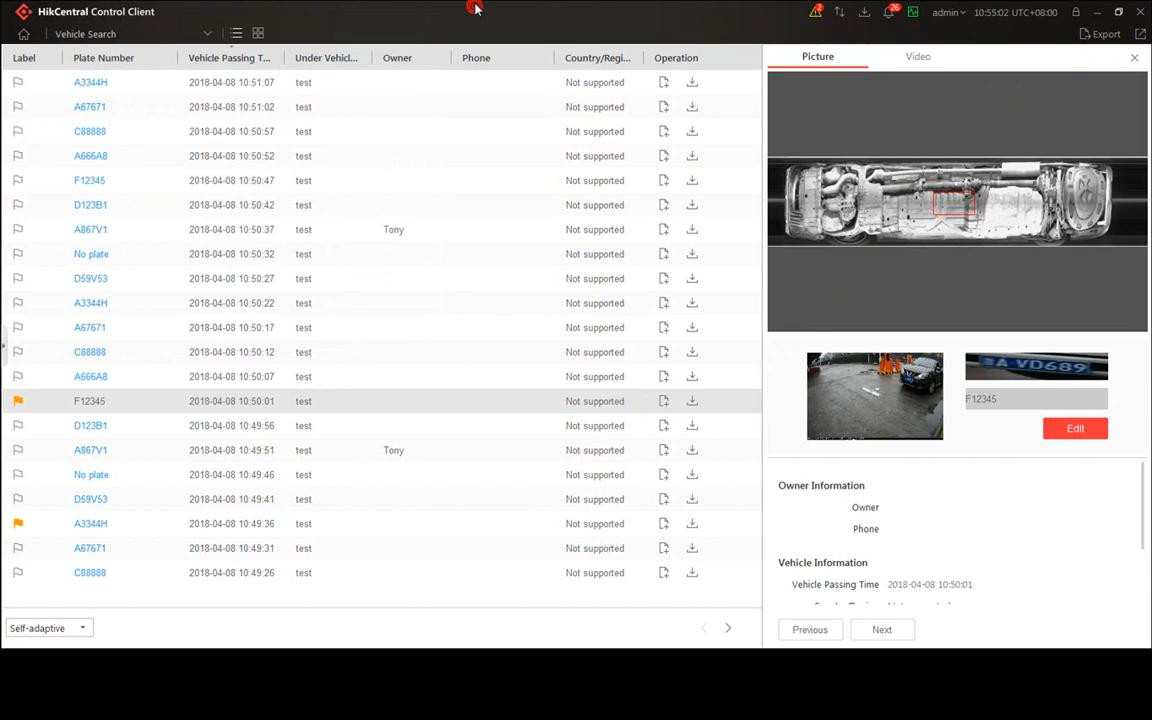 HikCentral Control Client
2
26
admin
10:55:02 UTC+08:00
Vehicle Search
Export
Label Plate Number Vehicle Passing T... Under Vehicl... Owner Phone Country/Regi... Operation
A3344H 2018-04-08 10:51:07 test Not supported
A67671 2018-04-08 10:51:02 test Not supported
C88888 2018-04-08 10:50:57 test Not supported
A666A8 2018-04-08 10:50:52 test Not supported
F12345 2018-04-08 10:50:47 test Not supported
D123B1 2018-04-08 10:50:42 test Not supported
A867V1 2018-04-08 10:50:37 test Tony Not supported
No plate 2018-04-08 10:50:32 test Not supported
D59V53 2018-04-08 10:50:27 test Not supported
A3344H 2018-04-08 10:50:22 test Not supported
A67671 2018-04-08 10:50:17 test Not supported
C88888 2018-04-08 10:50:12 test Not supported
A666A8 2018-04-08 10:50:07 test Not supported
F12345 2018-04-08 10:50:01 test Not supported
D123B1 2018-04-08 10:49:56 test Not supported
A867V1 2018-04-08 10:49:51 test Tony Not supported
No plate 2018-04-08 10:49:46 test Not supported
D59V53 2018-04-08 10:49:41 test Not supported
A3344H 2018-04-08 10:49:36 test Not supported
A67671 2018-04-08 10:49:31 test Not supported
C88888 2018-04-08 10:49:26 test Not supported
Self-adaptive
Picture Video
A VD689
F12345
Edit
Owner Information
Owner
Phone
Vehicle Information
Vehicle Passing Time 2018-04-08 10:50:01
Previous Next